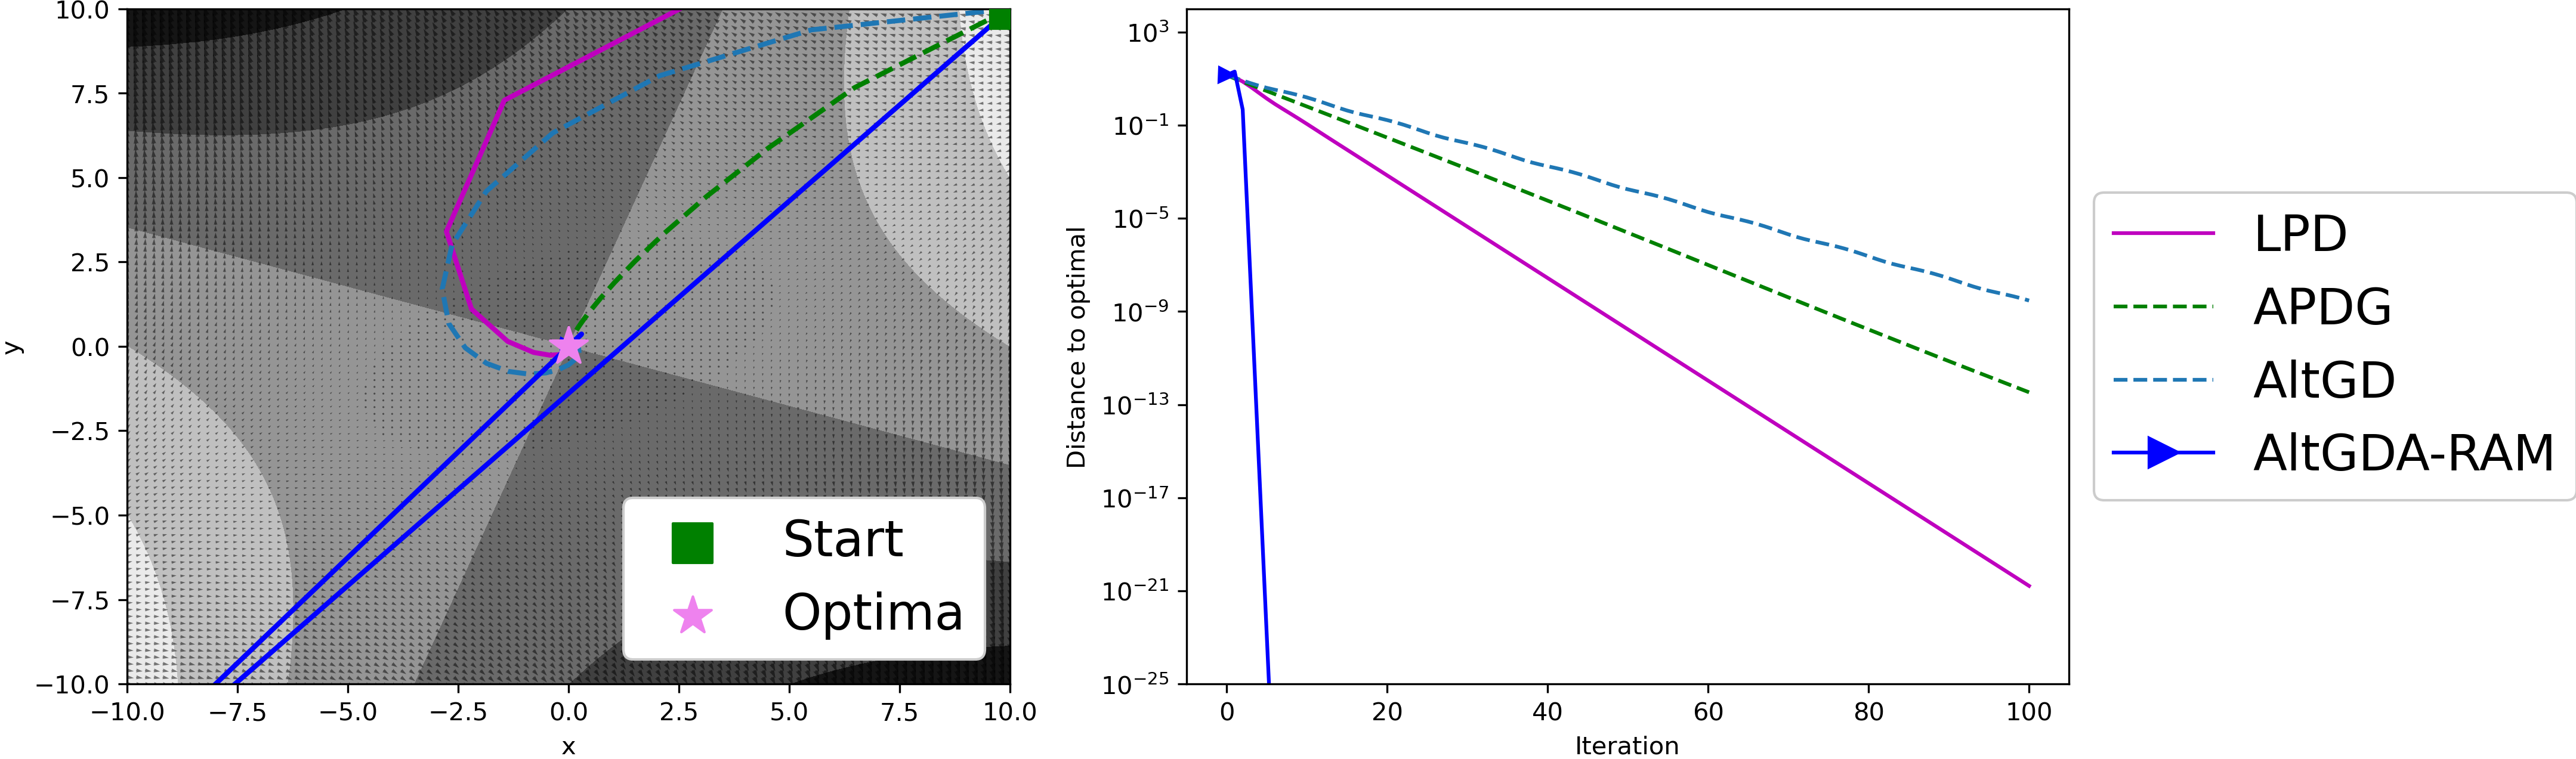 10.0
7.5
5.0
2.5
0.0
−2.5
−5.0
−7.5
−10.0
y
−10.0 −7.5 −5.0 −2.5 0.0 2.5 5.0 7.5 10.0
x
Start
Optima
10³
10⁻¹
10⁻⁵
10⁻⁹
10⁻¹³
10⁻¹⁷
10⁻²¹
10⁻²⁵
Distance to optimal
0 20 40 60 80 100
Iteration
LPD
APDG
AltGD
AltGDA-RAM